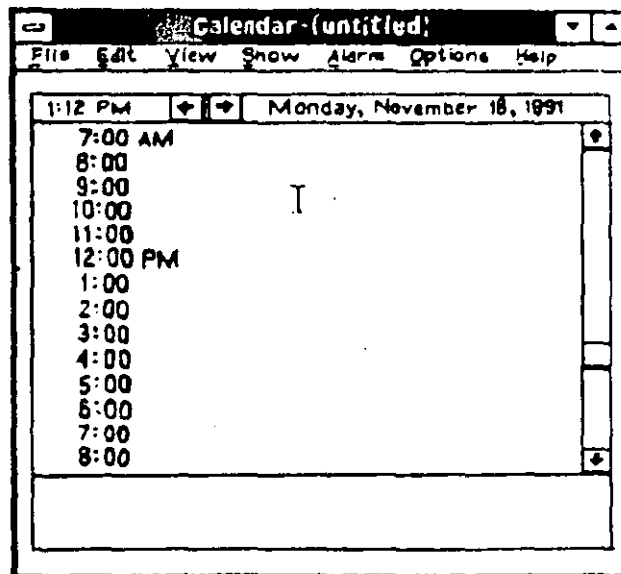 Calendar-(untitled)
File Edit View Show Alarm Options Help
1:12 PM Monday, November 18, 1991
7:00 AM
8:00
9:00
10:00
11:00
12:00 PM
1:00
2:00
3:00
4:00
5:00
6:00
7:00
8:00